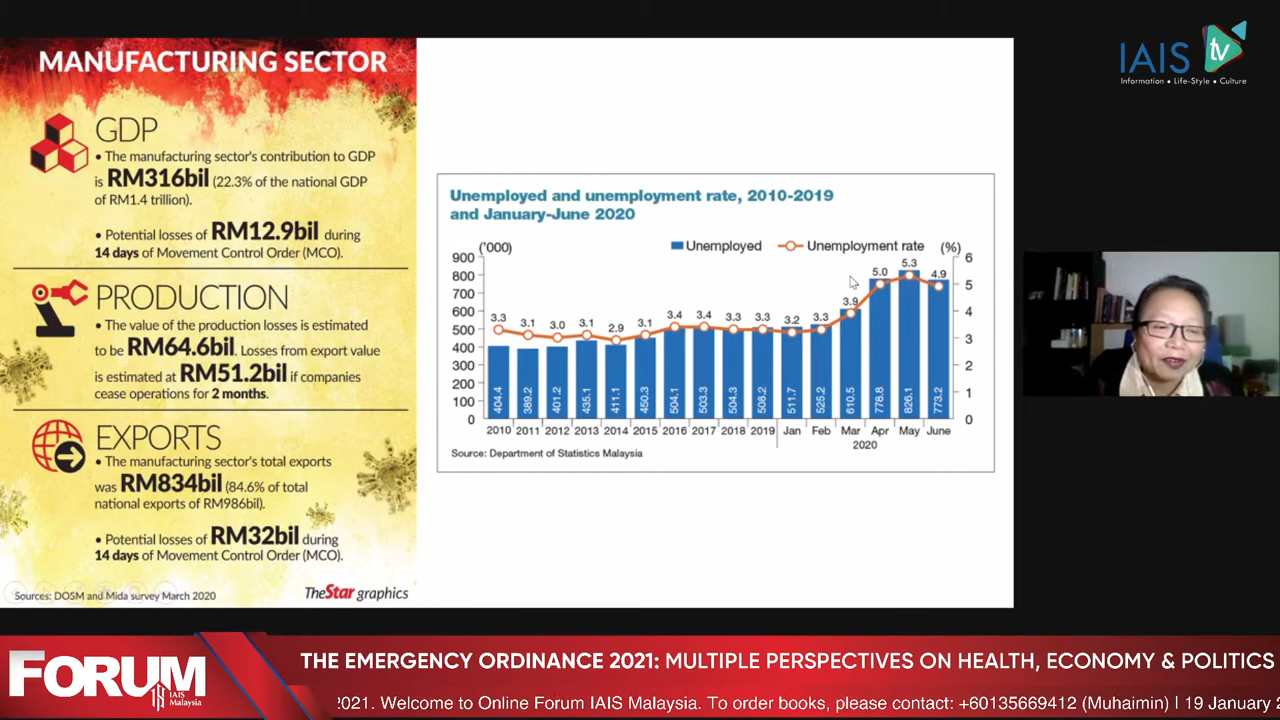 MANUFACTURING SECTOR
GDP
• The manufacturing sector's contribution to GDP
is RM316bil (22.3% of the national GDP
of RM1.4 trillion).
• Potential losses of RM12.9bil during
14 days of Movement Control Order (MCO).
PRODUCTION
• The value of the production losses is estimated
to be RM64.6bil. Losses from export value
is estimated at RM51.2bil if companies
cease operations for 2 months.
EXPORTS
• The manufacturing sector's total exports
was RM834bil (84.6% of total
national exports of RM986bil).
• Potential losses of RM32bil during
14 days of Movement Control Order (MCO).
Sources: DOSM and Mida survey March 2020
TheStar graphics
Unemployed and unemployment rate, 2010-2019
and January-June 2020
('000) Unemployed Unemployment rate (%)
900 800 700 600 500 400 300 200 100 0
3.3 3.1 3.0 3.1 2.9 3.1 3.4 3.4 3.3 3.3 3.2 3.3 3.9 5.0 5.3 4.9
6 5 4 3 2 1 0
404.4 389.2 401.2 435.1 411.1 450.3 504.1 503.3 504.3 508.2 511.7 525.2 610.5 778.8 826.1 773.2
2010 2011 2012 2013 2014 2015 2016 2017 2018 2019 Jan Feb Mar Apr May June
2020
Source: Department of Statistics Malaysia
IAIS tv
Information • Life-Style • Culture
FORUM
IAIS
Malaysia
THE EMERGENCY ORDINANCE 2021: MULTIPLE PERSPECTIVES ON HEALTH, ECONOMY & POLITICS
2021. Welcome to Online Forum IAIS Malaysia. To order books, please contact: +60135669412 (Muhaimin) | 19 January